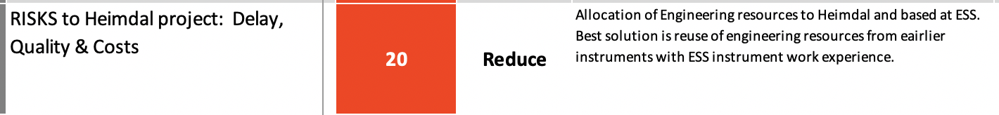 RISKS to Heimdal project:  Delay,
Quality & Costs
20
Reduce
Allocation of Engineering resources to Heimdal and based at ESS.
Best solution is reuse of engineering resources from eairlier
instruments with ESS instrument work experience.